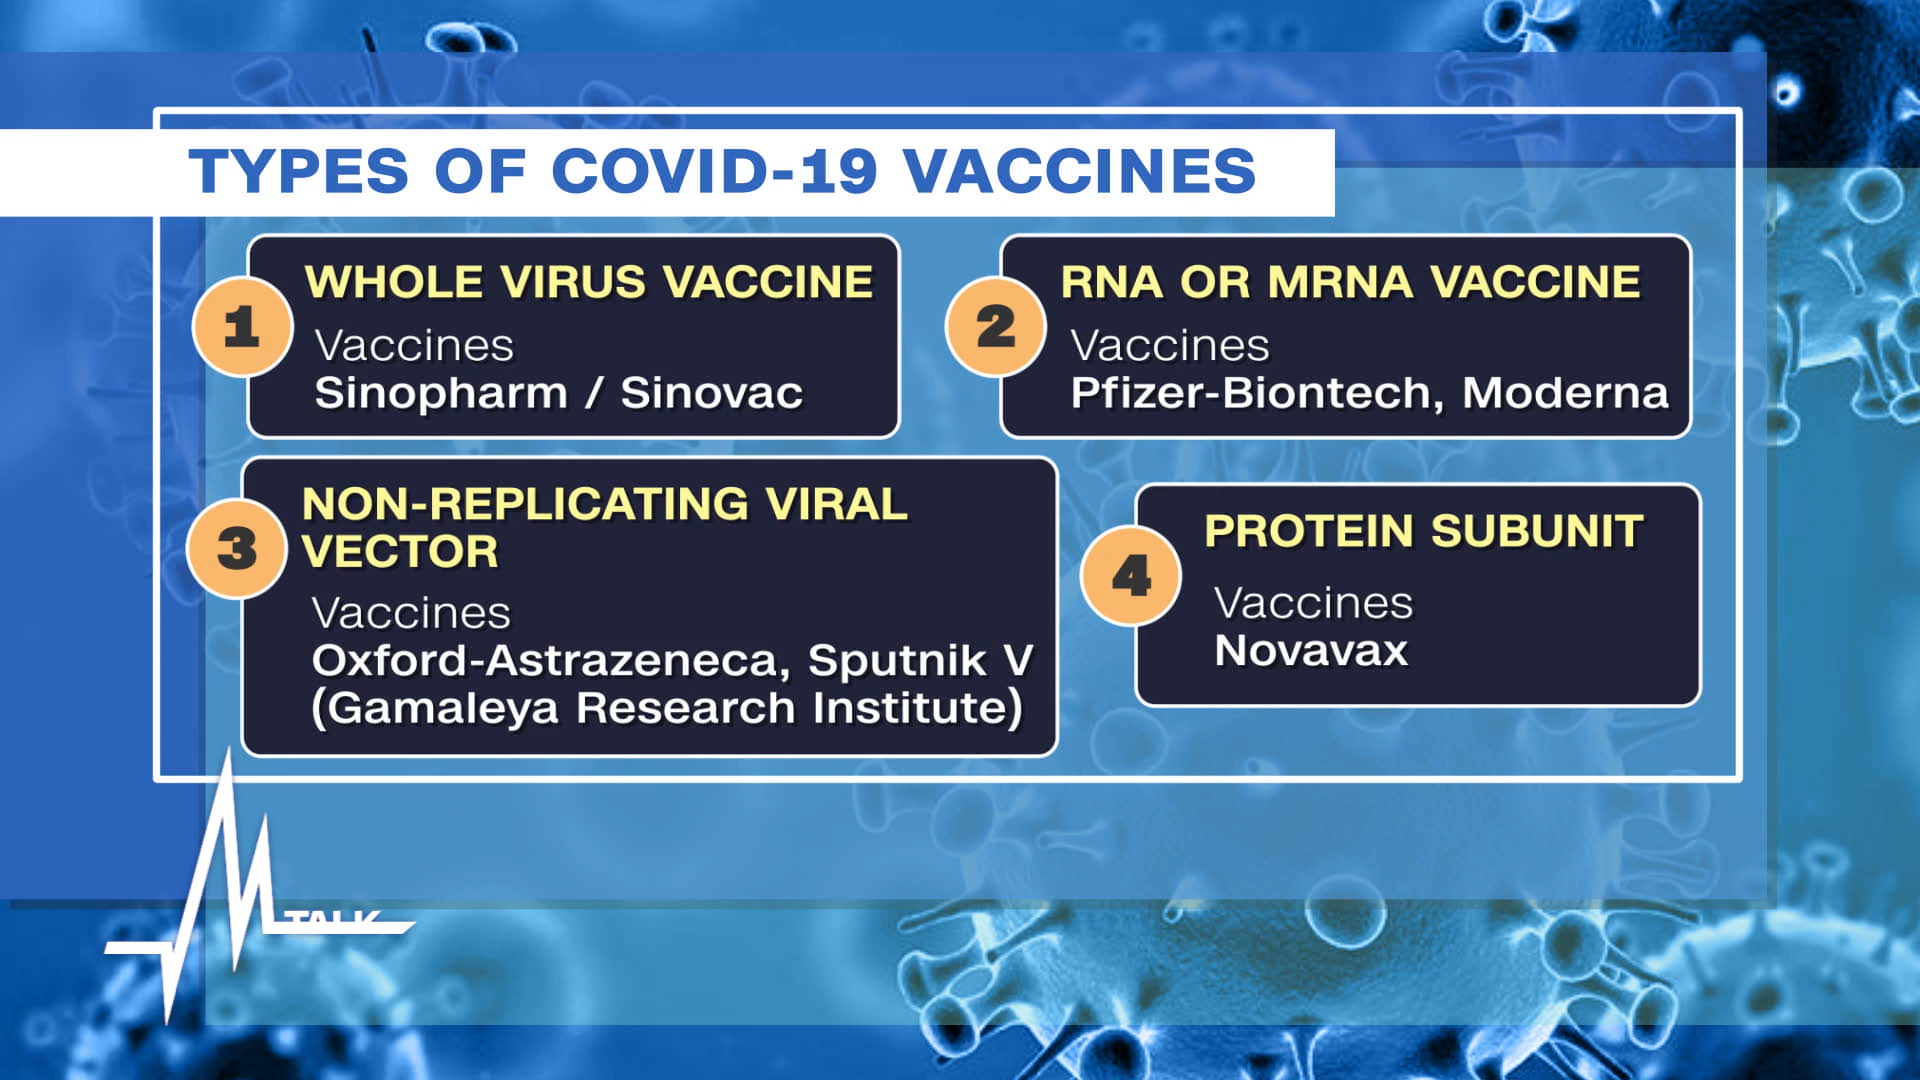 TYPES OF COVID-19 VACCINES
1
WHOLE VIRUS VACCINE
Vaccines
Sinopharm / Sinovac
2
RNA OR MRNA VACCINE
Vaccines
Pfizer-Biontech, Moderna
3
NON-REPLICATING VIRAL
VECTOR
Vaccines
Oxford-Astrazeneca, Sputnik V
(Gamaleya Research Institute)
4
PROTEIN SUBUNIT
Vaccines
Novavax
M TALK